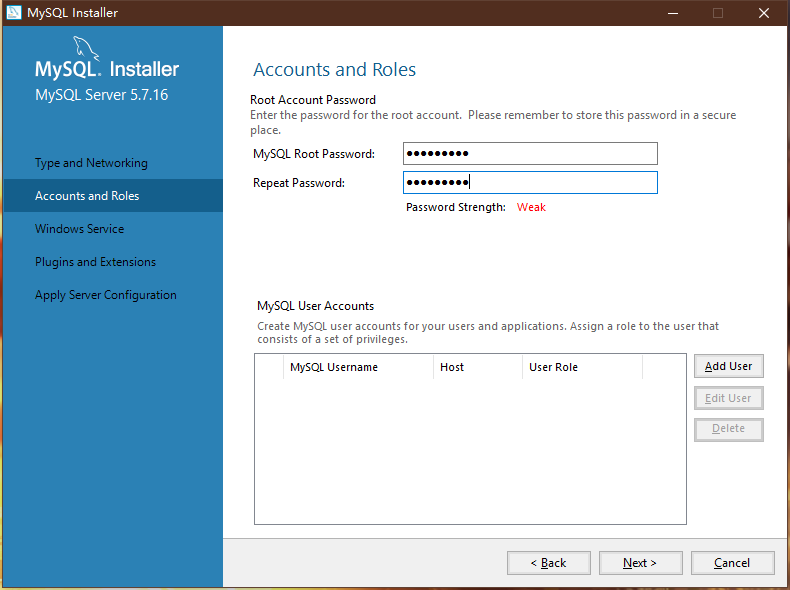 MySQL Installer
MySQL. Installer
MySQL Server 5.7.16
Type and Networking
Accounts and Roles
Windows Service
Plugins and Extensions
Apply Server Configuration
Accounts and Roles
Root Account Password
Enter the password for the root account. Please remember to store this password in a secure
place.
MySQL Root Password: ●●●●●●●●●
Repeat Password: ●●●●●●●●●
Password Strength: Weak
MySQL User Accounts
Create MySQL user accounts for your users and applications. Assign a role to the user that
consists of a set of privileges.
MySQL Username Host User Role
Add User
Edit User
Delete
< Back Next > Cancel